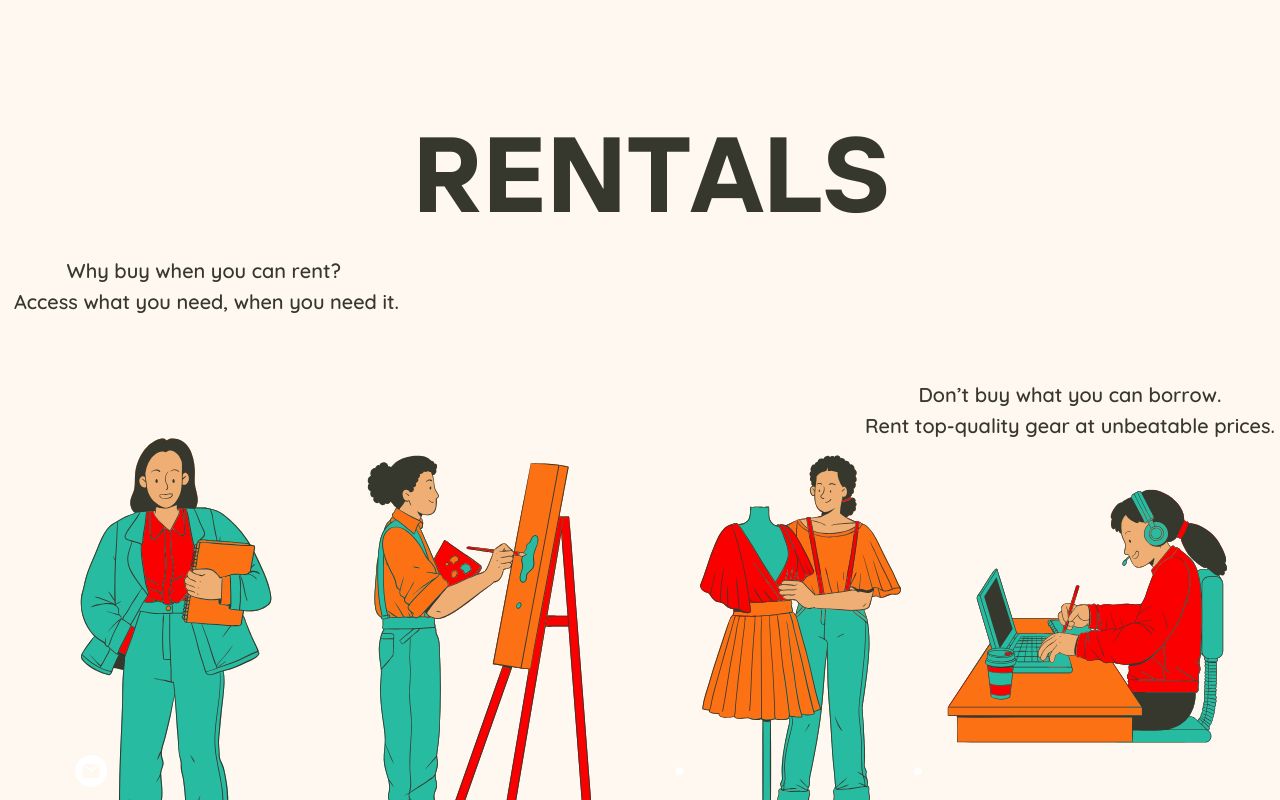 RENTALS
Why buy when you can rent?
Access what you need, when you need it.
Don’t buy what you can borrow.
Rent top-quality gear at unbeatable prices.